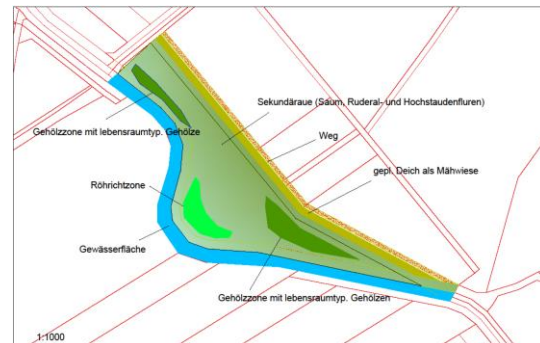 Sekundäraue (Saum, Ruderal- und Hochstaudenfluren)
Gehölzzone mit lebensraumtyp. Gehölze
Weg
gepl. Deich als Mähwiese
Röhrichtzone
Gewässerfläche
Gehölzzone mit lebensraumtyp. Gehölzen
1:1000